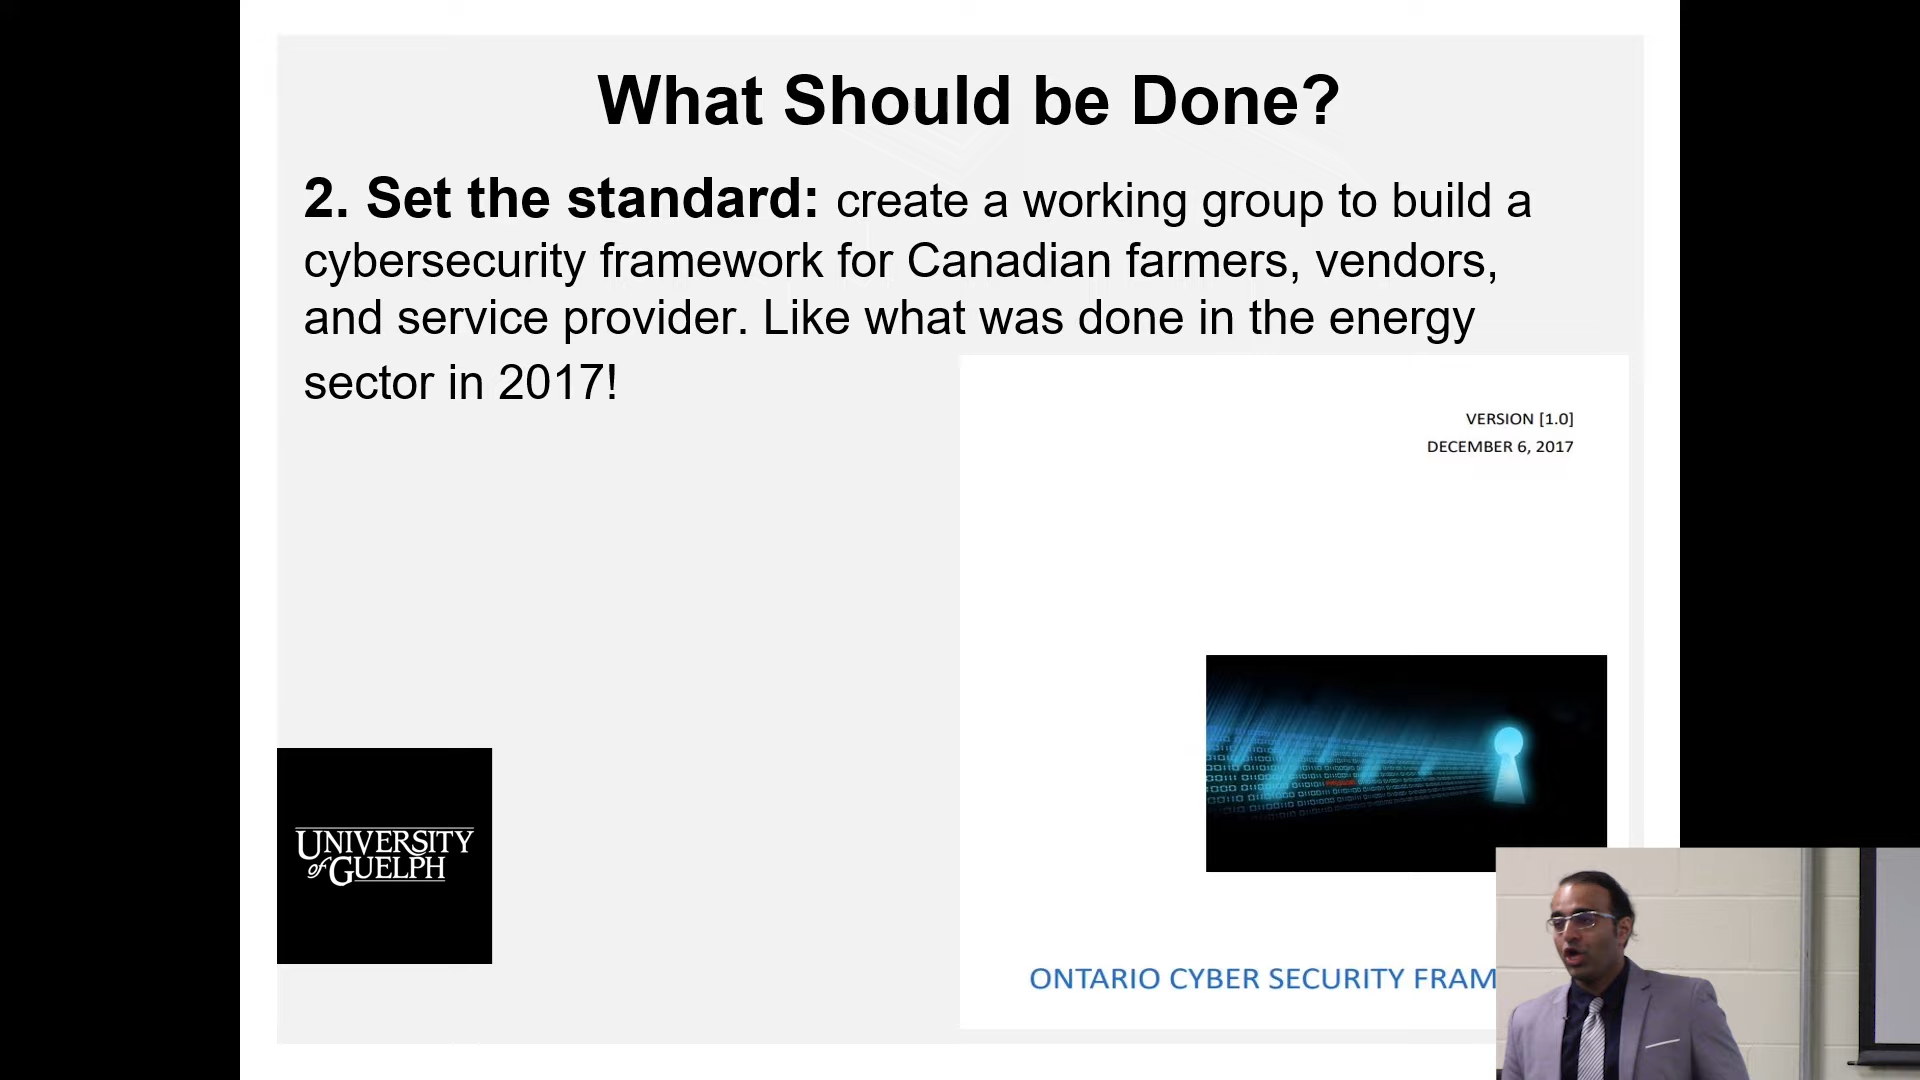 What Should be Done?
2. Set the standard: create a working group to build a
cybersecurity framework for Canadian farmers, vendors,
and service provider. Like what was done in the energy
sector in 2017!
VERSION [1.0]
DECEMBER 6, 2017
UNIVERSITY
of GUELPH
ONTARIO CYBER SECURITY FRAM